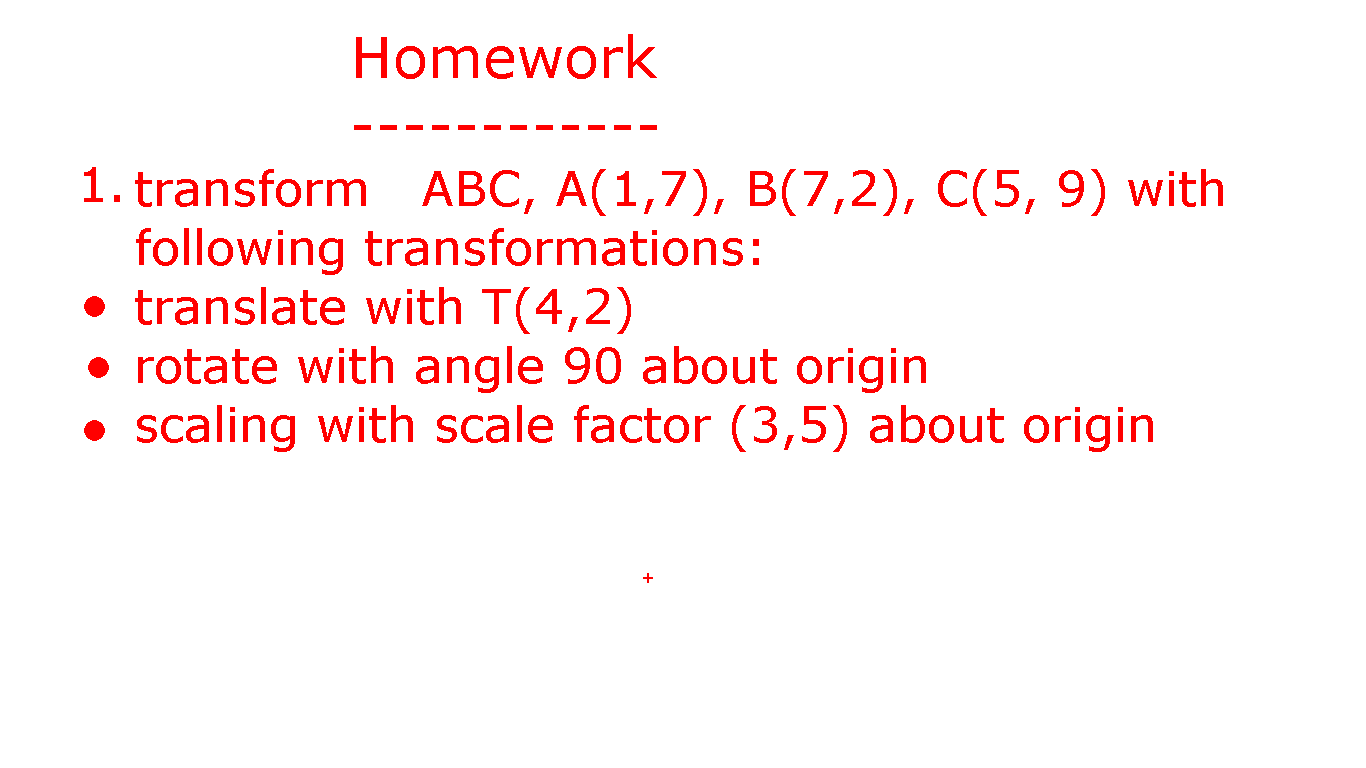 Homework
------------
1. transform ABC, A(1,7), B(7,2), C(5, 9) with
following transformations:
● translate with T(4,2)
● rotate with angle 90 about origin
● scaling with scale factor (3,5) about origin